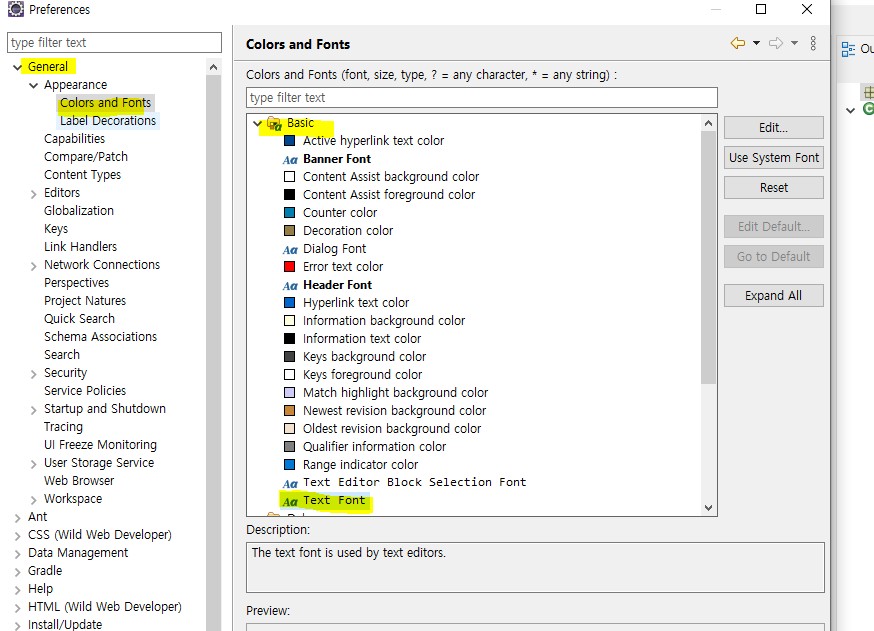 Preferences
type filter text
General
Appearance
Colors and Fonts
Label Decorations
Capabilities
Compare/Patch
Content Types
Editors
Globalization
Keys
Link Handlers
Network Connections
Perspectives
Project Natures
Quick Search
Schema Associations
Search
Security
Service Policies
Startup and Shutdown
Tracing
UI Freeze Monitoring
User Storage Service
Web Browser
Workspace
Ant
CSS (Wild Web Developer)
Data Management
Gradle
Help
HTML (Wild Web Developer)
Install/Update
Colors and Fonts
Colors and Fonts (font, size, type, ? = any character, * = any string) :
type filter text
Basic
Active hyperlink text color
Aa Banner Font
Content Assist background color
Content Assist foreground color
Counter color
Decoration color
Aa Dialog Font
Error text color
Aa Header Font
Hyperlink text color
Information background color
Information text color
Keys background color
Keys foreground color
Match highlight background color
Newest revision background color
Oldest revision background color
Qualifier information color
Range indicator color
Aa Text Editor Block Selection Font
Aa Text Font
Edit...
Use System Font
Reset
Edit Default...
Go to Default
Expand All
Description:
The text font is used by text editors.
Preview: